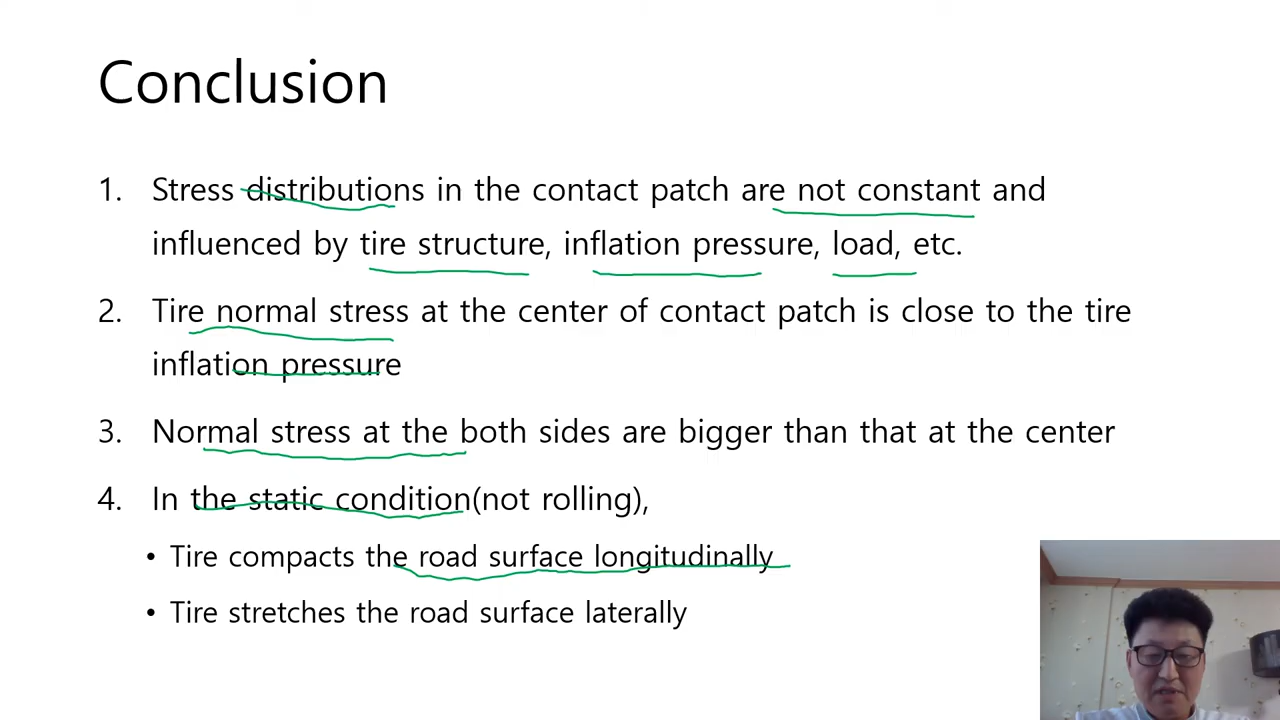 Conclusion
1. Stress distributions in the contact patch are not constant and
influenced by tire structure, inflation pressure, load, etc.
2. Tire normal stress at the center of contact patch is close to the tire
inflation pressure
3. Normal stress at the both sides are bigger than that at the center
4. In the static condition(not rolling),
• Tire compacts the road surface longitudinally
• Tire stretches the road surface laterally